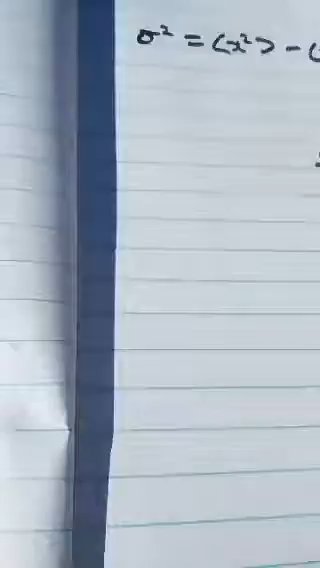 σ² = <x²> - (